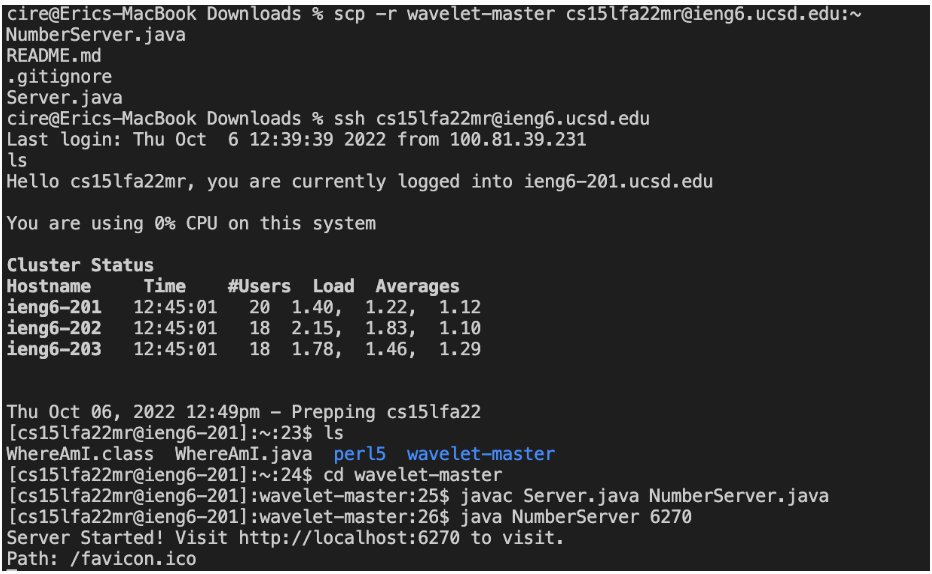 cire@Erics-MacBook Downloads % scp -r wavelet-master cs15lfa22mr@ieng6.ucsd.edu:~
NumberServer.java
README.md
.gitignore
Server.java
cire@Erics-MacBook Downloads % ssh cs15lfa22mr@ieng6.ucsd.edu
Last login: Thu Oct  6 12:39:39 2022 from 100.81.39.231
ls
Hello cs15lfa22mr, you are currently logged into ieng6-201.ucsd.edu
You are using 0% CPU on this system
Cluster Status
Hostname     Time    #Users  Load  Averages
ieng6-201   12:45:01   20  1.40,  1.22,  1.12
ieng6-202   12:45:01   18  2.15,  1.83,  1.10
ieng6-203   12:45:01   18  1.78,  1.46,  1.29
Thu Oct 06, 2022 12:49pm - Prepping cs15lfa22
[cs15lfa22mr@ieng6-201]:~:23$ ls
WhereAmI.class  WhereAmI.java  perl5  wavelet-master
[cs15lfa22mr@ieng6-201]:~:24$ cd wavelet-master
[cs15lfa22mr@ieng6-201]:wavelet-master:25$ javac Server.java NumberServer.java
[cs15lfa22mr@ieng6-201]:wavelet-master:26$ java NumberServer 6270
Server Started! Visit http://localhost:6270 to visit.
Path: /favicon.ico